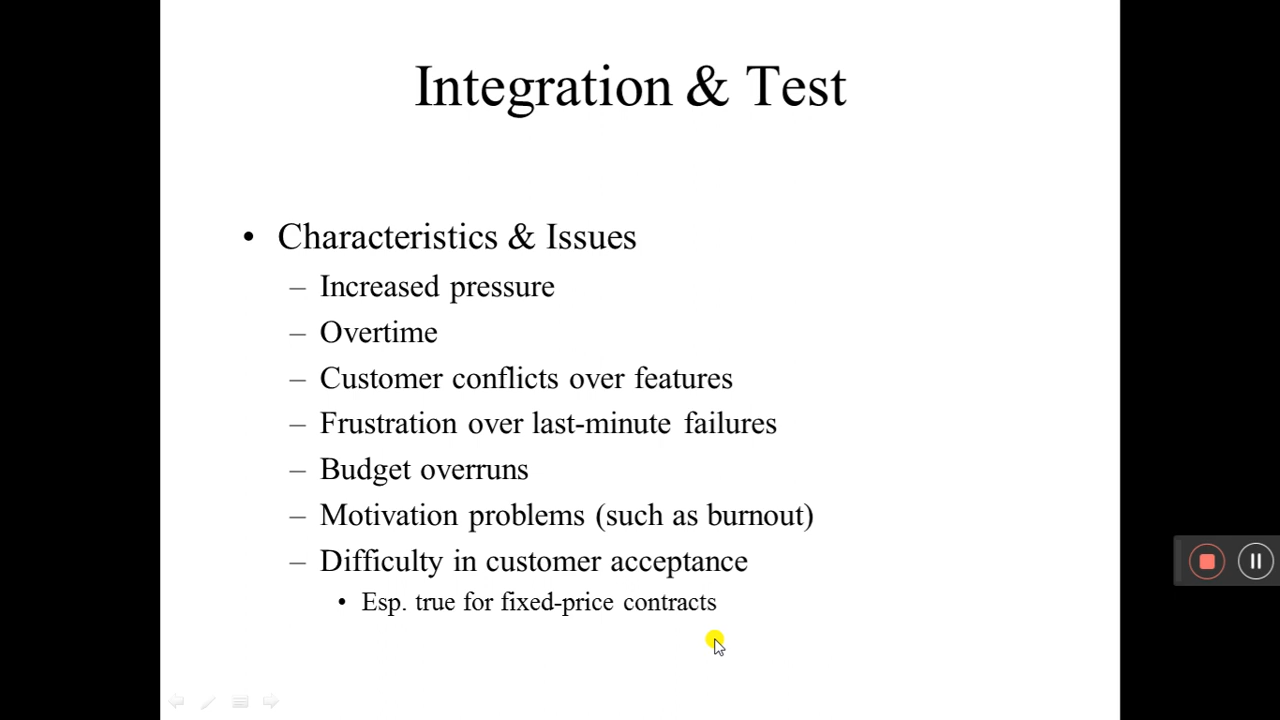 Integration & Test
• Characteristics & Issues
– Increased pressure
– Overtime
– Customer conflicts over features
– Frustration over last-minute failures
– Budget overruns
– Motivation problems (such as burnout)
– Difficulty in customer acceptance
• Esp. true for fixed-price contracts